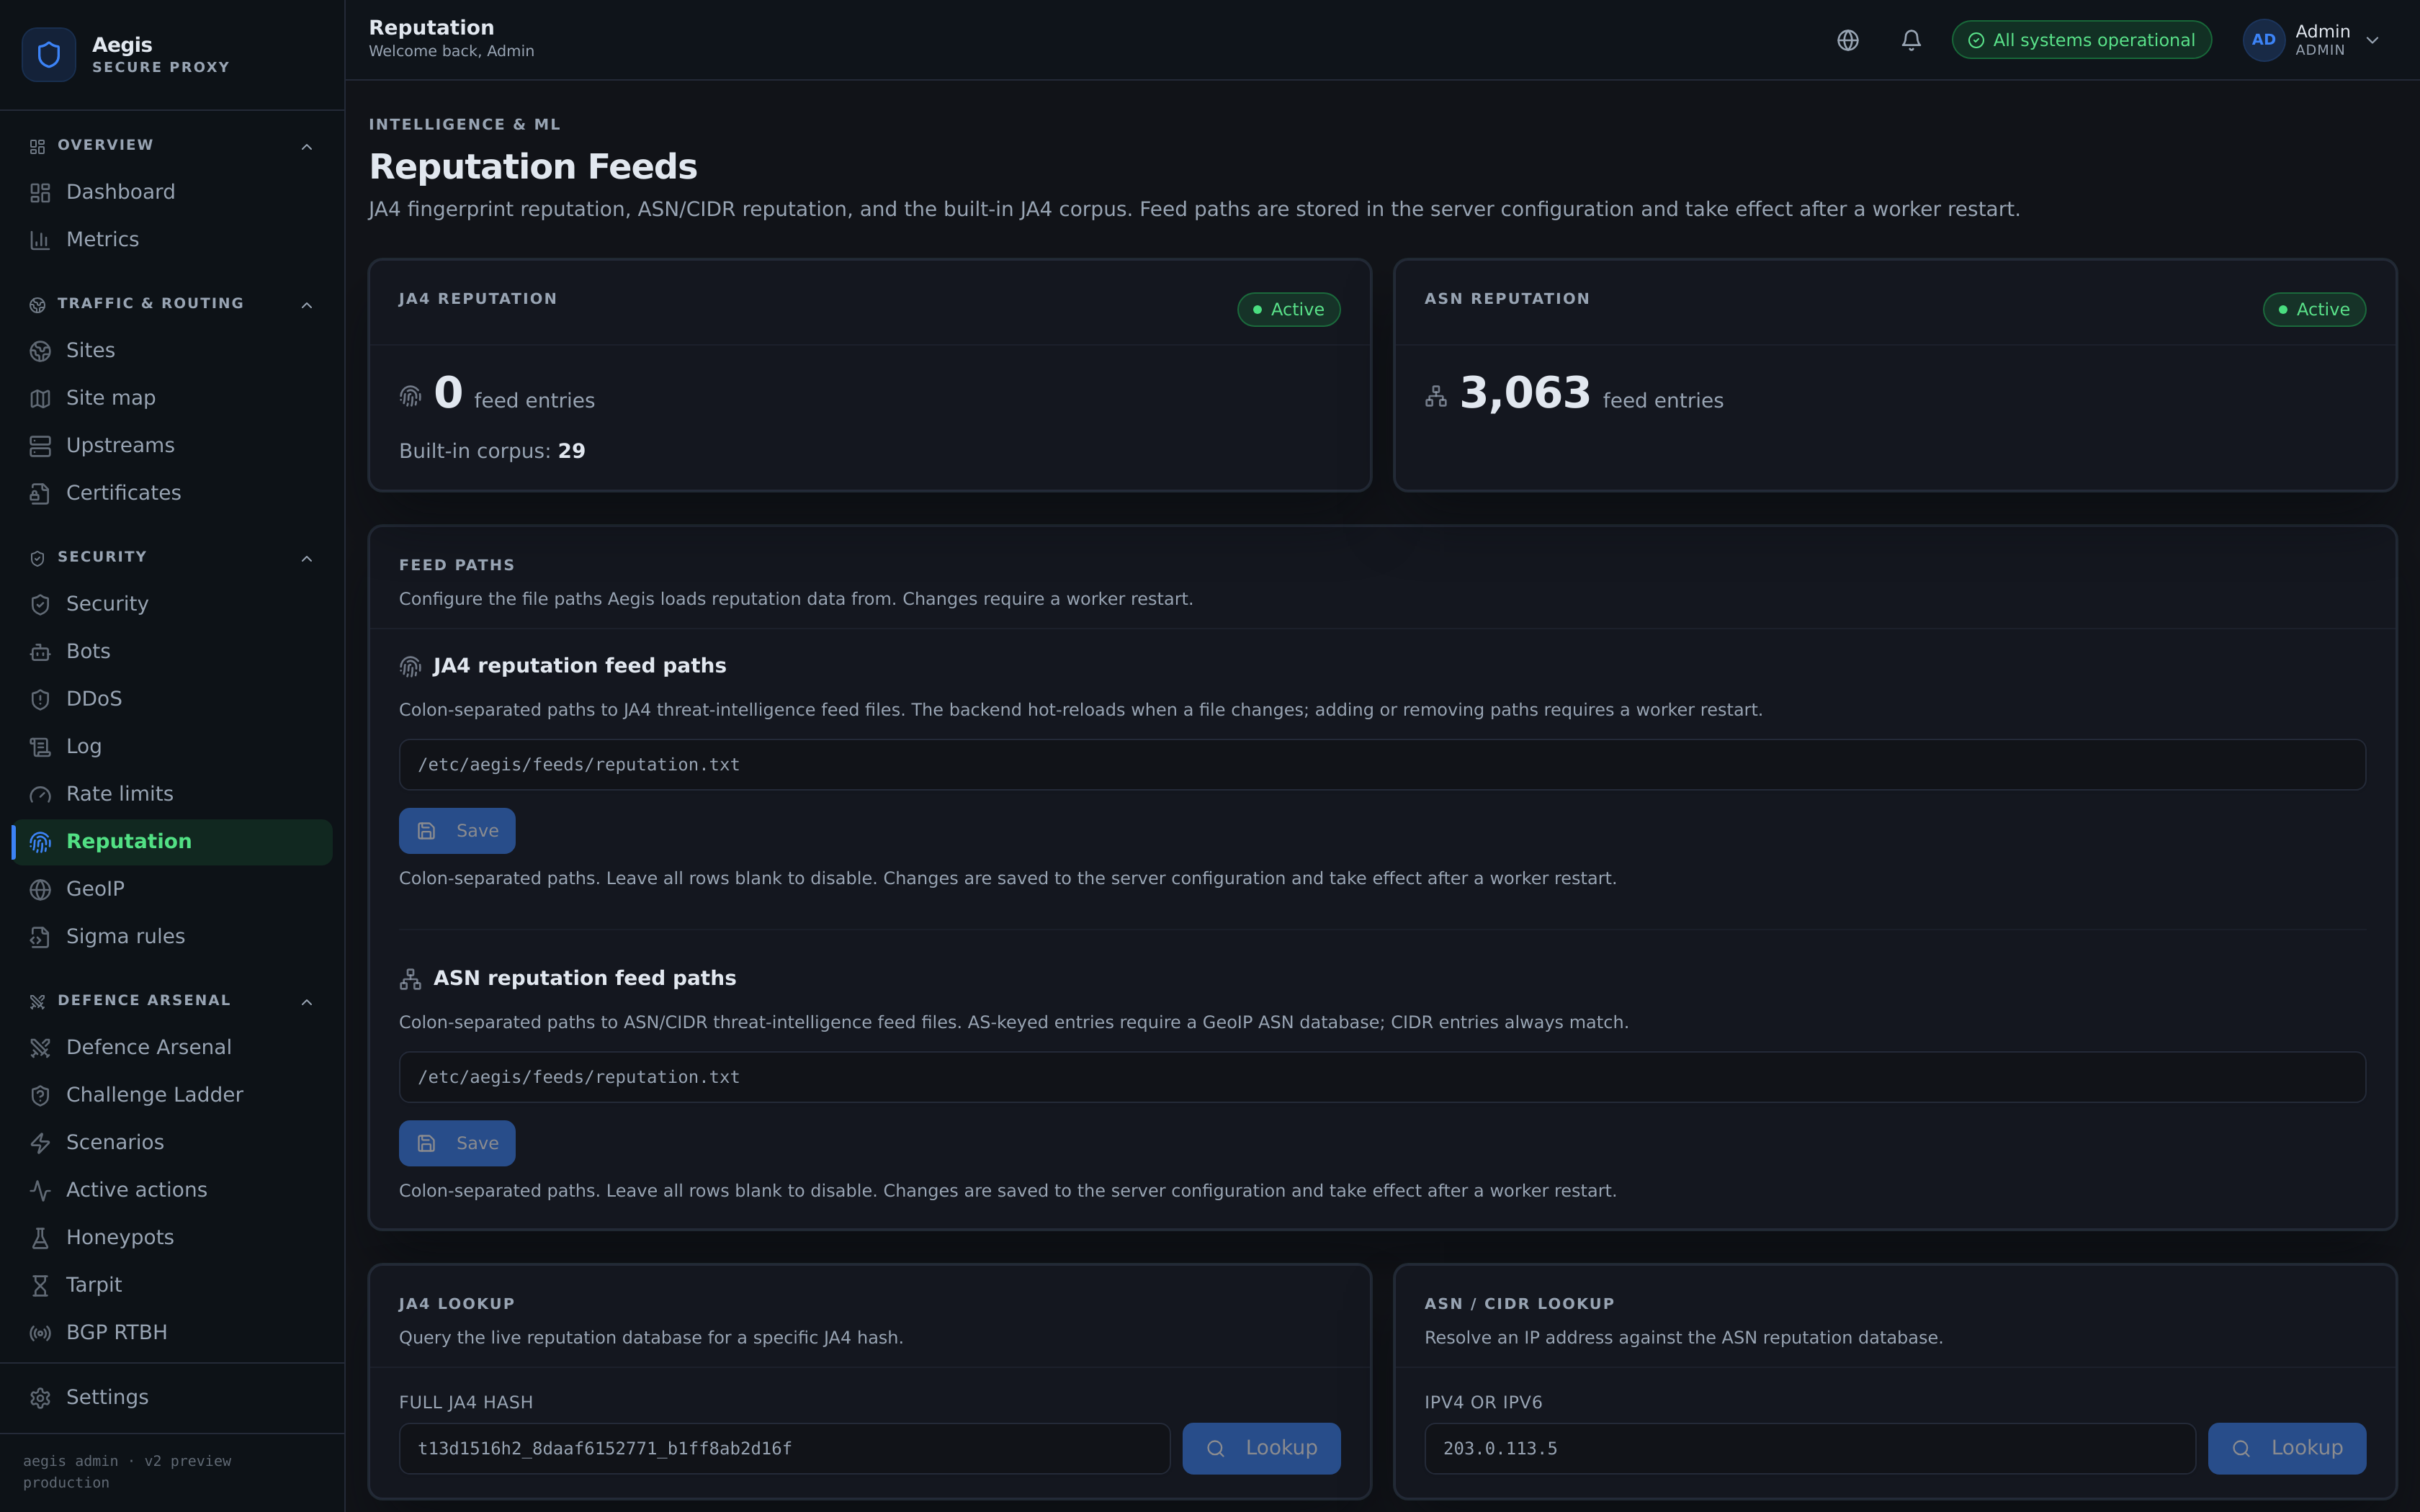 Aegis
SECURE PROXY
OVERVIEW
Dashboard
Metrics
TRAFFIC & ROUTING
Sites
Site map
Upstreams
Certificates
SECURITY
Security
Bots
DDoS
Log
Rate limits
Reputation
GeoIP
Sigma rules
DEFENCE ARSENAL
Defence Arsenal
Challenge Ladder
Scenarios
Active actions
Honeypots
Tarpit
BGP RTBH
Settings
aegis admin · v2 preview
production
Reputation
Welcome back, Admin
All systems operational
AD
Admin
ADMIN
INTELLIGENCE & ML
Reputation Feeds
JA4 fingerprint reputation, ASN/CIDR reputation, and the built-in JA4 corpus. Feed paths are stored in the server configuration and take effect after a worker restart.
JA4 REPUTATION
Active
0 feed entries
Built-in corpus: 29
ASN REPUTATION
Active
3,063 feed entries
FEED PATHS
Configure the file paths Aegis loads reputation data from. Changes require a worker restart.
JA4 reputation feed paths
Colon-separated paths to JA4 threat-intelligence feed files. The backend hot-reloads when a file changes; adding or removing paths requires a worker restart.
/etc/aegis/feeds/reputation.txt
Save
Colon-separated paths. Leave all rows blank to disable. Changes are saved to the server configuration and take effect after a worker restart.
ASN reputation feed paths
Colon-separated paths to ASN/CIDR threat-intelligence feed files. AS-keyed entries require a GeoIP ASN database; CIDR entries always match.
/etc/aegis/feeds/reputation.txt
Save
Colon-separated paths. Leave all rows blank to disable. Changes are saved to the server configuration and take effect after a worker restart.
JA4 LOOKUP
Query the live reputation database for a specific JA4 hash.
FULL JA4 HASH
t13d1516h2_8daaf6152771_b1ff8ab2d16f
Lookup
ASN / CIDR LOOKUP
Resolve an IP address against the ASN reputation database.
IPV4 OR IPV6
203.0.113.5
Lookup